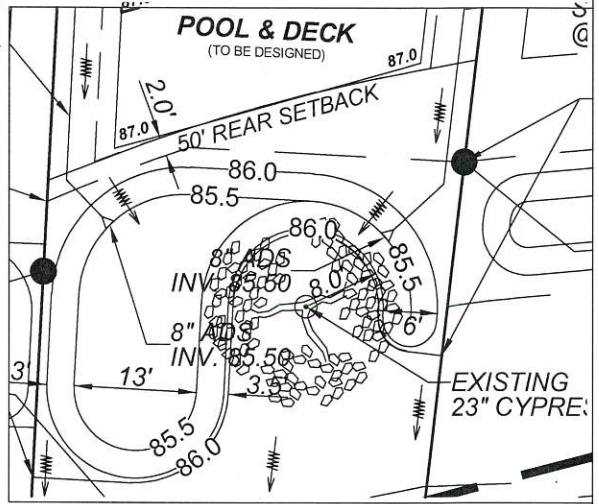 POOL & DECK
(TO BE DESIGNED)
87.0
2.0'
87.0
50' REAR SETBACK
86.0
85.5
86.0
8" ADS
INV. 85.50
8.0'
85.5
6'
8" ADS
INV. 85.50
3'
13'
3.5'
EXISTING
23" CYPRES
85.5
86.0